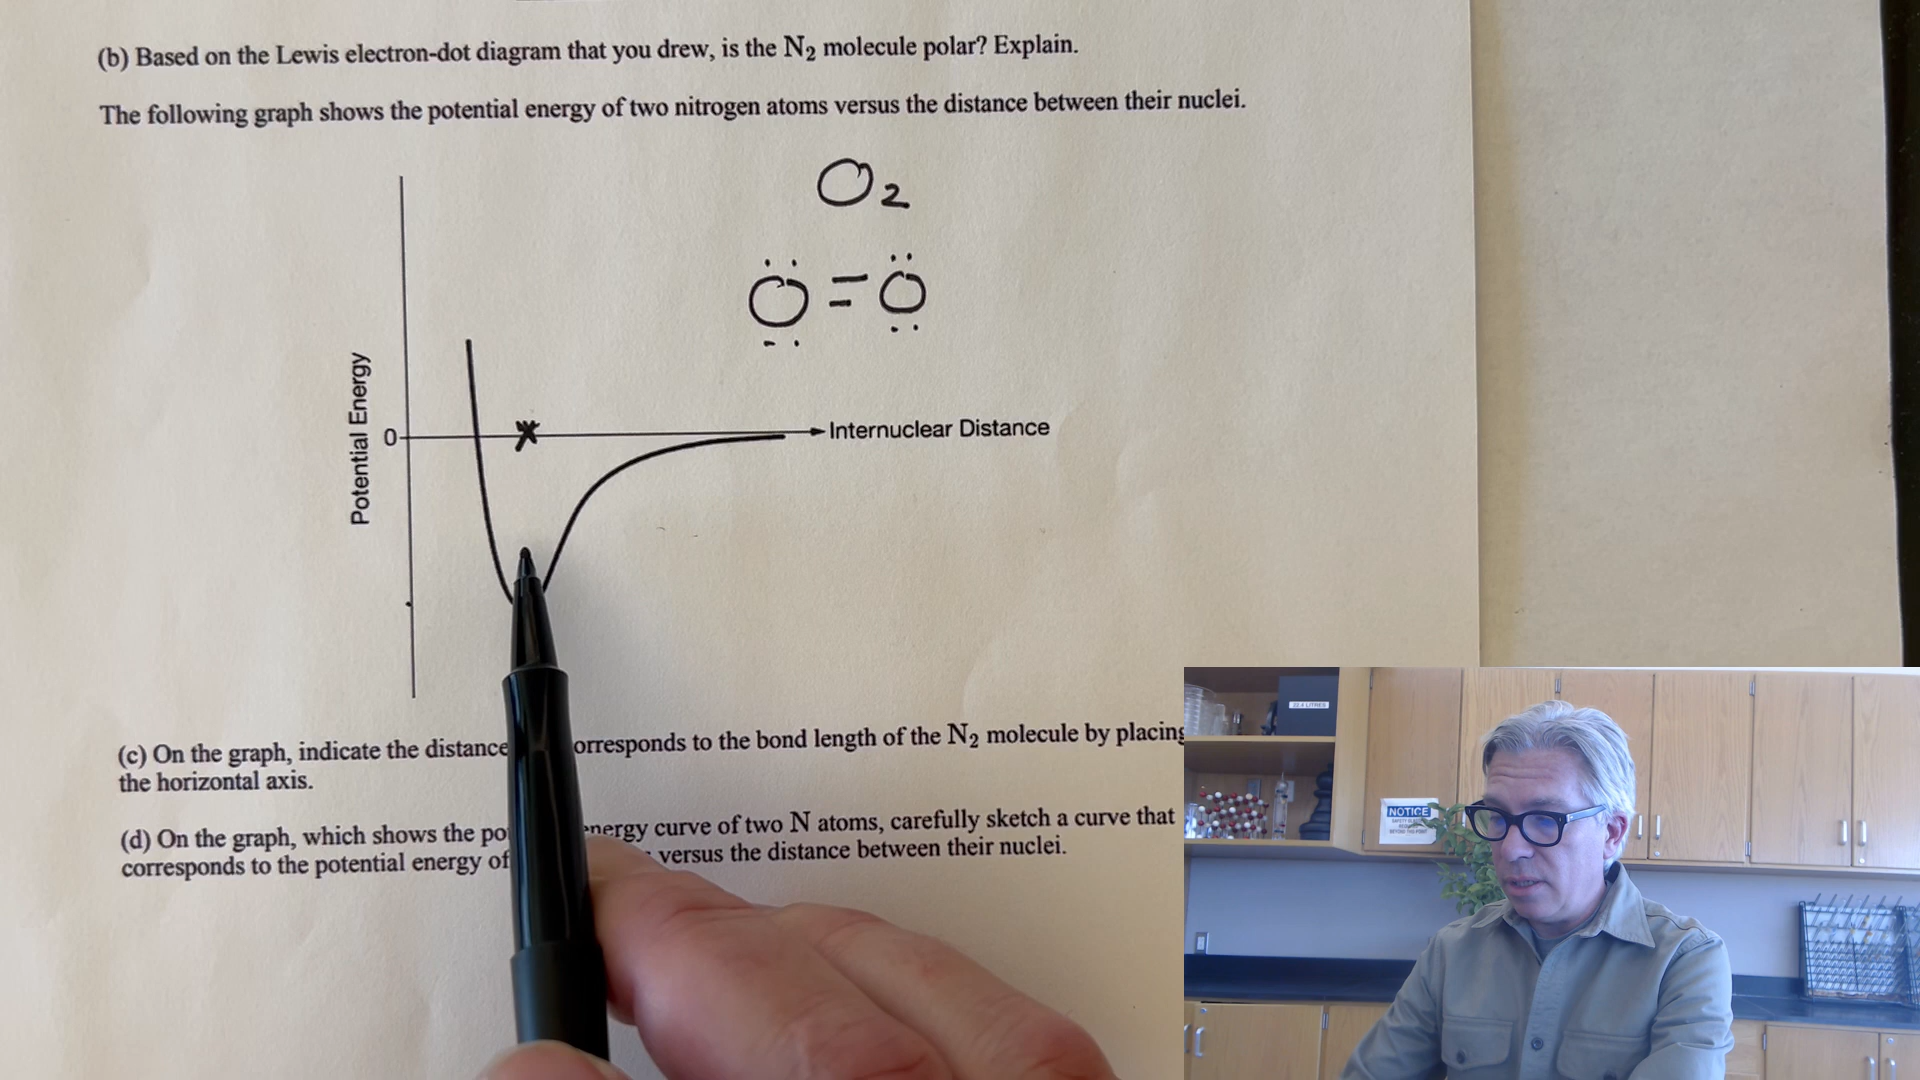 (b) Based on the Lewis electron-dot diagram that you drew, is the N₂ molecule polar? Explain.
The following graph shows the potential energy of two nitrogen atoms versus the distance between their nuclei.
O₂
O=O
Potential Energy
0
Internuclear Distance
(c) On the graph, indicate the distance orresponds to the bond length of the N₂ molecule by placing
the horizontal axis.
(d) On the graph, which shows the po nergy curve of two N atoms, carefully sketch a curve that
corresponds to the potential energy of versus the distance between their nuclei.
22.4 LITRES
NOTICE